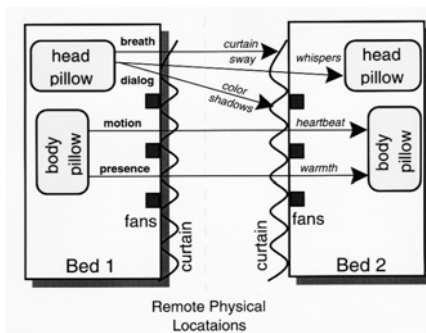 head
pillow
breath
dialog
curtain
sway
whispers
color
shadows
head
pillow
motion
heartbeat
body
pillow
presence
warmth
body
pillow
fans
curtain
curtain
fans
Bed 1
Bed 2
Remote Physical
Locataions